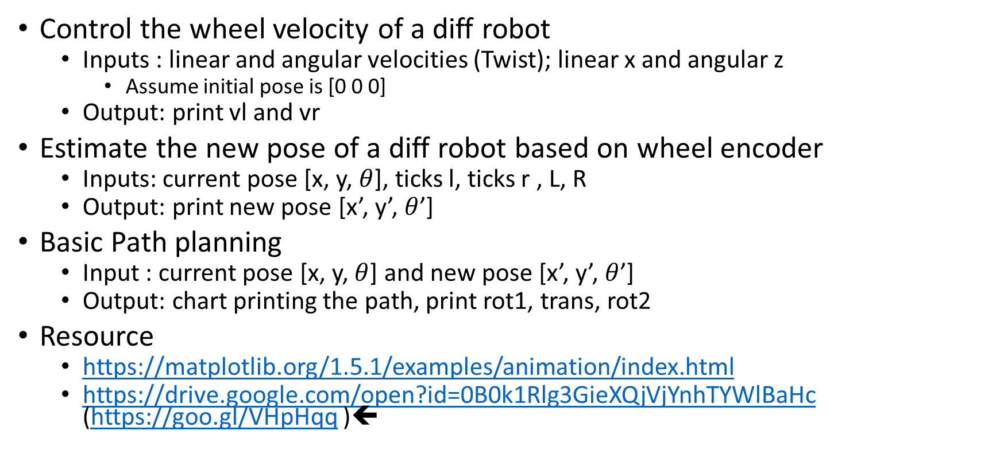 • Control the wheel velocity of a diff robot
• Inputs : linear and angular velocities (Twist); linear x and angular z
• Assume initial pose is [0 0 0]
• Output: print vl and vr
• Estimate the new pose of a diff robot based on wheel encoder
• Inputs: current pose [x, y, θ], ticks l, ticks r , L, R
• Output: print new pose [x’, y’, θ’]
• Basic Path planning
• Input : current pose [x, y, θ] and new pose [x’, y’, θ’]
• Output: chart printing the path, print rot1, trans, rot2
• Resource
• https://matplotlib.org/1.5.1/examples/animation/index.html
• https://drive.google.com/open?id=0B0k1Rlg3GieXQjVjYnhTYWlBaHc
(https://goo.gl/VHpHqq )🡸